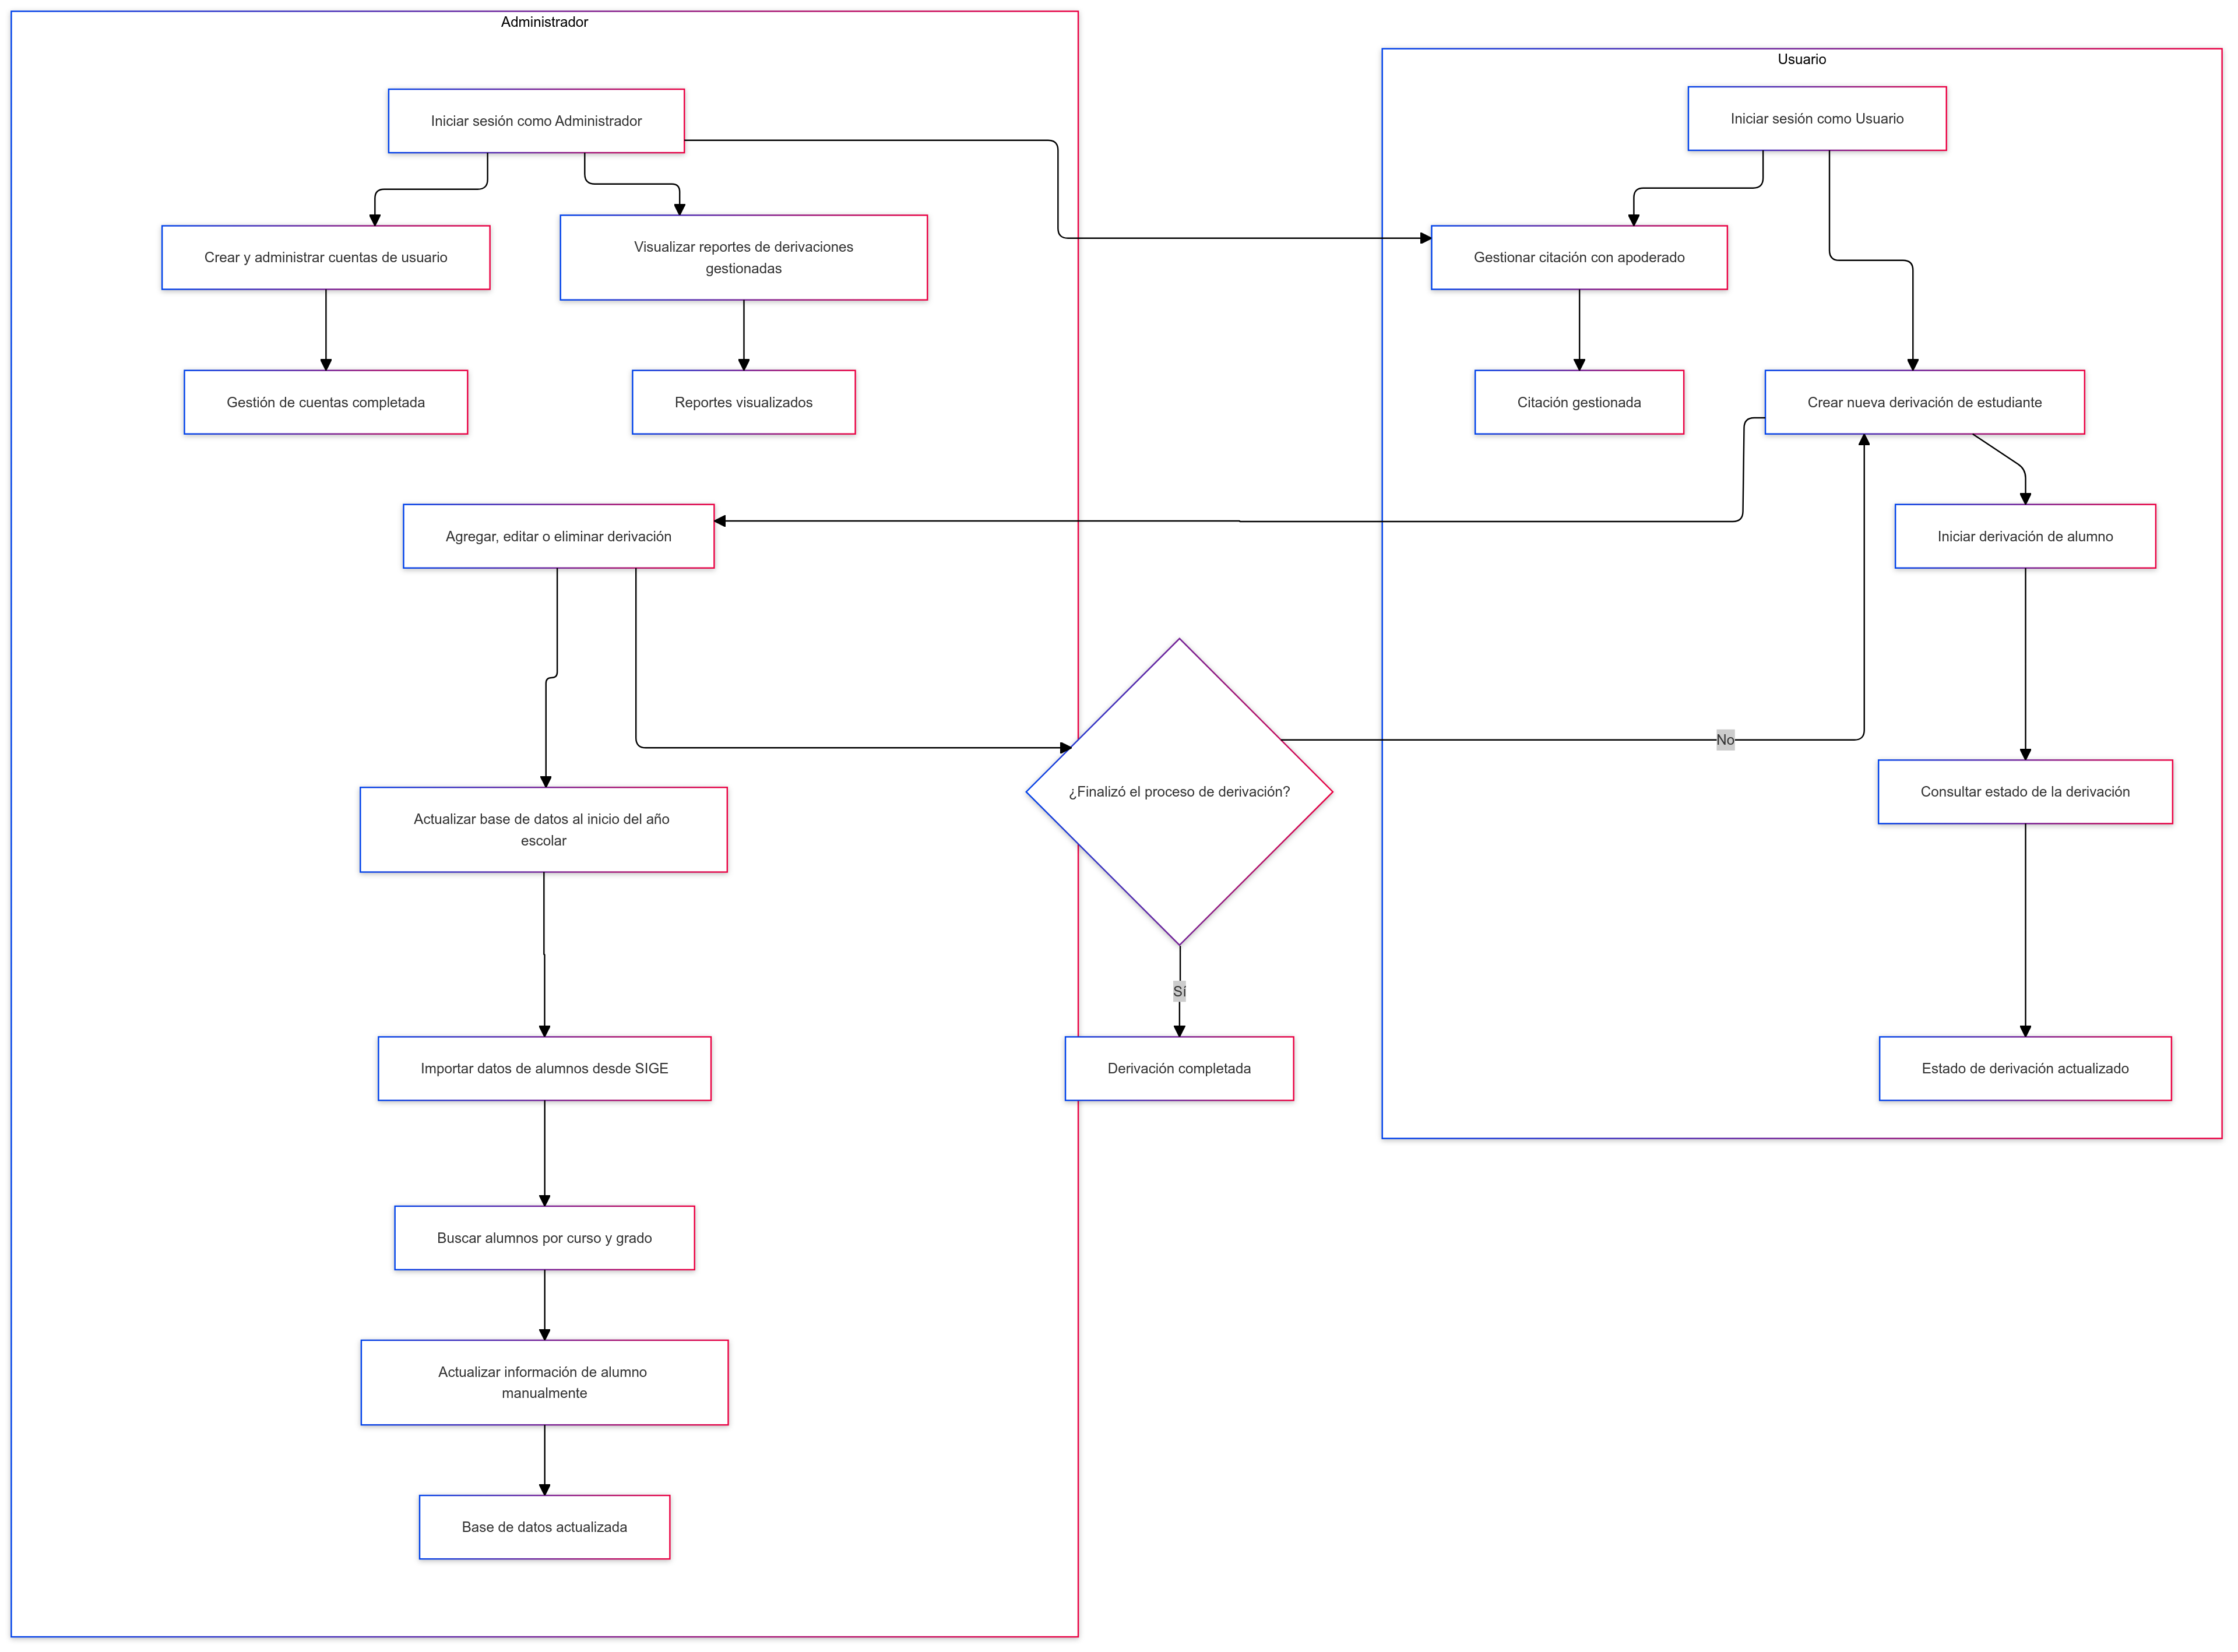 Administrador
Iniciar sesión como Administrador
Crear y administrar cuentas de usuario
Visualizar reportes de derivaciones
gestionadas
Gestión de cuentas completada
Reportes visualizados
Agregar, editar o eliminar derivación
Actualizar base de datos al inicio del año
escolar
Importar datos de alumnos desde SIGE
Buscar alumnos por curso y grado
Actualizar información de alumno
manualmente
Base de datos actualizada
¿Finalizó el proceso de derivación?
No
Sí
Derivación completada
Usuario
Iniciar sesión como Usuario
Gestionar citación con apoderado
Citación gestionada
Crear nueva derivación de estudiante
Iniciar derivación de alumno
Consultar estado de la derivación
Estado de derivación actualizado